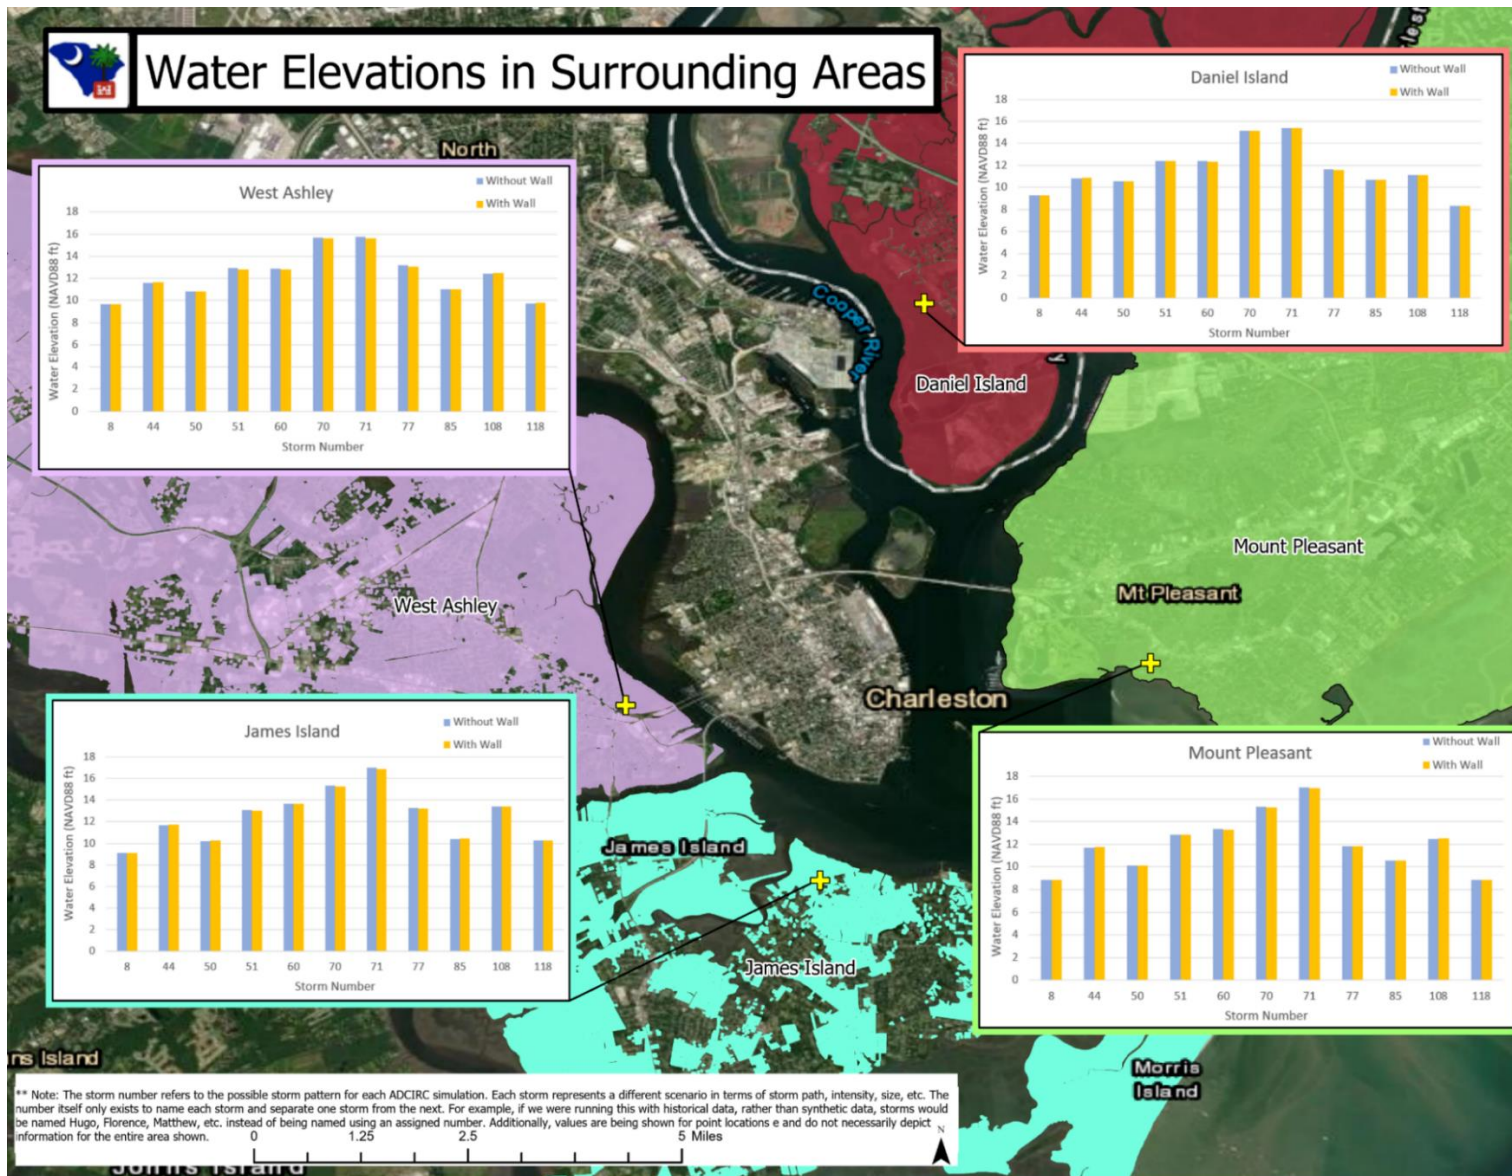 Water Elevations in Surrounding Areas
North
West Ashley
Without Wall
With Wall
Water Elevation (NAVD88 ft)
18
16
14
12
10
8
6
4
2
0
8 44 50 51 60 70 71 77 85 108 118
Storm Number
Daniel Island
Without Wall
With Wall
Water Elevation (NAVD88 ft)
18
16
14
12
10
8
6
4
2
0
8 44 50 51 60 70 71 77 85 108 118
Storm Number
Cooper River
Daniel Island
Mount Pleasant
Mt Pleasant
West Ashley
Charleston
James Island
Without Wall
With Wall
Water Elevation (NAVD88 ft)
18
16
14
12
10
8
6
4
2
0
8 44 50 51 60 70 71 77 85 108 118
Storm Number
Mount Pleasant
Without Wall
With Wall
Water Elevation (NAVD88 ft)
18
16
14
12
10
8
6
4
2
0
8 44 50 51 60 70 71 77 85 108 118
Storm Number
James Island
James Island
Morris
Island
ns Island
** Note: The storm number refers to the possible storm pattern for each ADCIRC simulation. Each storm represents a different scenario in terms of storm path, intensity, size, etc. The
number itself only exists to name each storm and separate one storm from the next. For example, if we were running this with historical data, rather than synthetic data, storms would
be named Hugo, Florence, Matthew, etc. instead of being named using an assigned number. Additionally, values are being shown for point locations e and do not necessarily depict
information for the entire area shown.
0 1.25 2.5 5 Miles
N
Johns Island